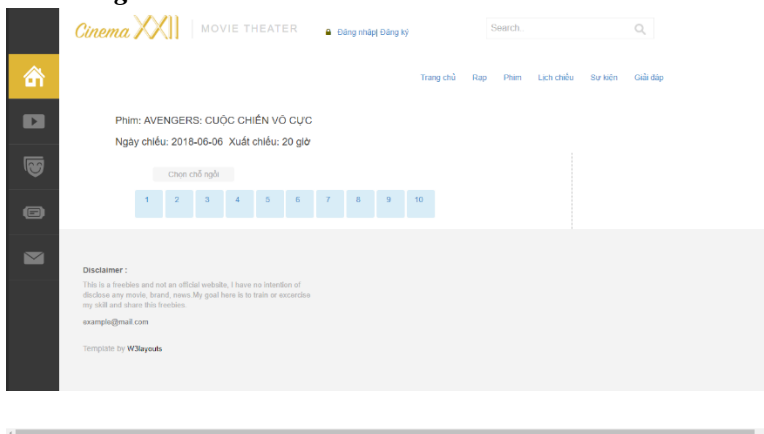 Cinema XXII MOVIE THEATER Đăng nhập| Đăng ký Search..
Trang chủ Rạp Phim Lịch chiếu Sự kiện Giải đáp
Phim: AVENGERS: CUỘC CHIẾN VÔ CỰC
Ngày chiếu: 2018-06-06 Xuất chiếu: 20 giờ
Chọn chỗ ngồi
1 2 3 4 5 6 7 8 9 10
Disclaimer :
This is a freebies and not an official website, I have no intention of
disclose any movie, brand, news.My goal here is to train or excercise
my skill and share this freebies.
example@mail.com
Template by W3layouts